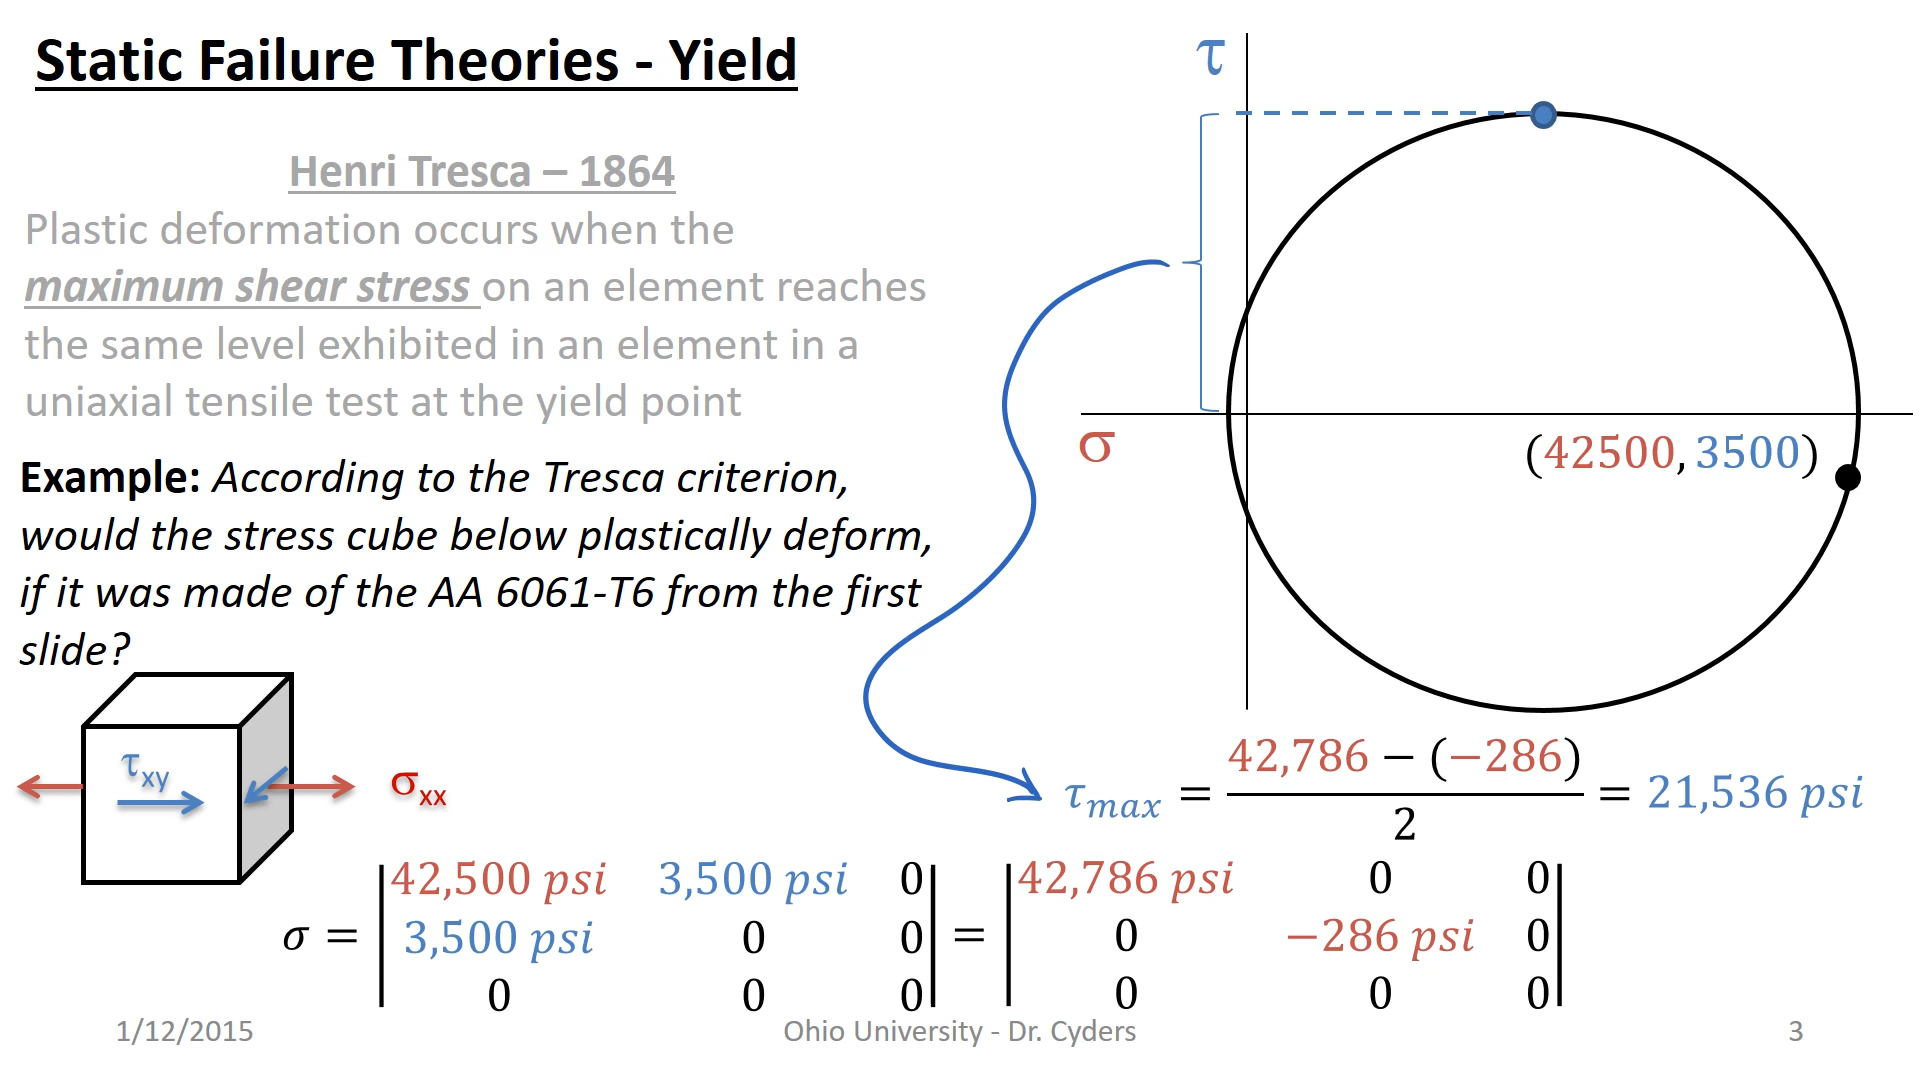 Static Failure Theories - Yield
Henri Tresca – 1864
Plastic deformation occurs when the
maximum shear stress on an element reaches
the same level exhibited in an element in a
uniaxial tensile test at the yield point
Example: According to the Tresca criterion,
would the stress cube below plastically deform,
if it was made of the AA 6061-T6 from the first
slide?
τ
σ
(42500, 3500)
τxy
σxx
τmax = 42,786 − (−286) / 2 = 21,536 psi
σ = | 42,500 psi 3,500 psi 0 | = | 42,786 psi 0 0 |
| 3,500 psi 0 0 | | 0 −286 psi 0 |
| 0 0 0 | | 0 0 0 |
1/12/2015
Ohio University - Dr. Cyders
3